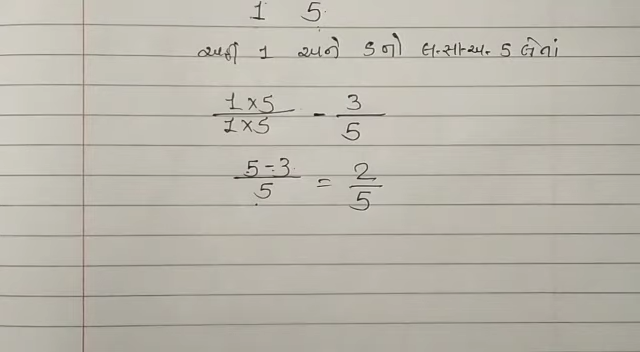 1 5
અહીં 1 અને 5નો લ.સા.અ. 5 લેતાં
1×5/1×5 - 3/5
5-3/5 = 2/5